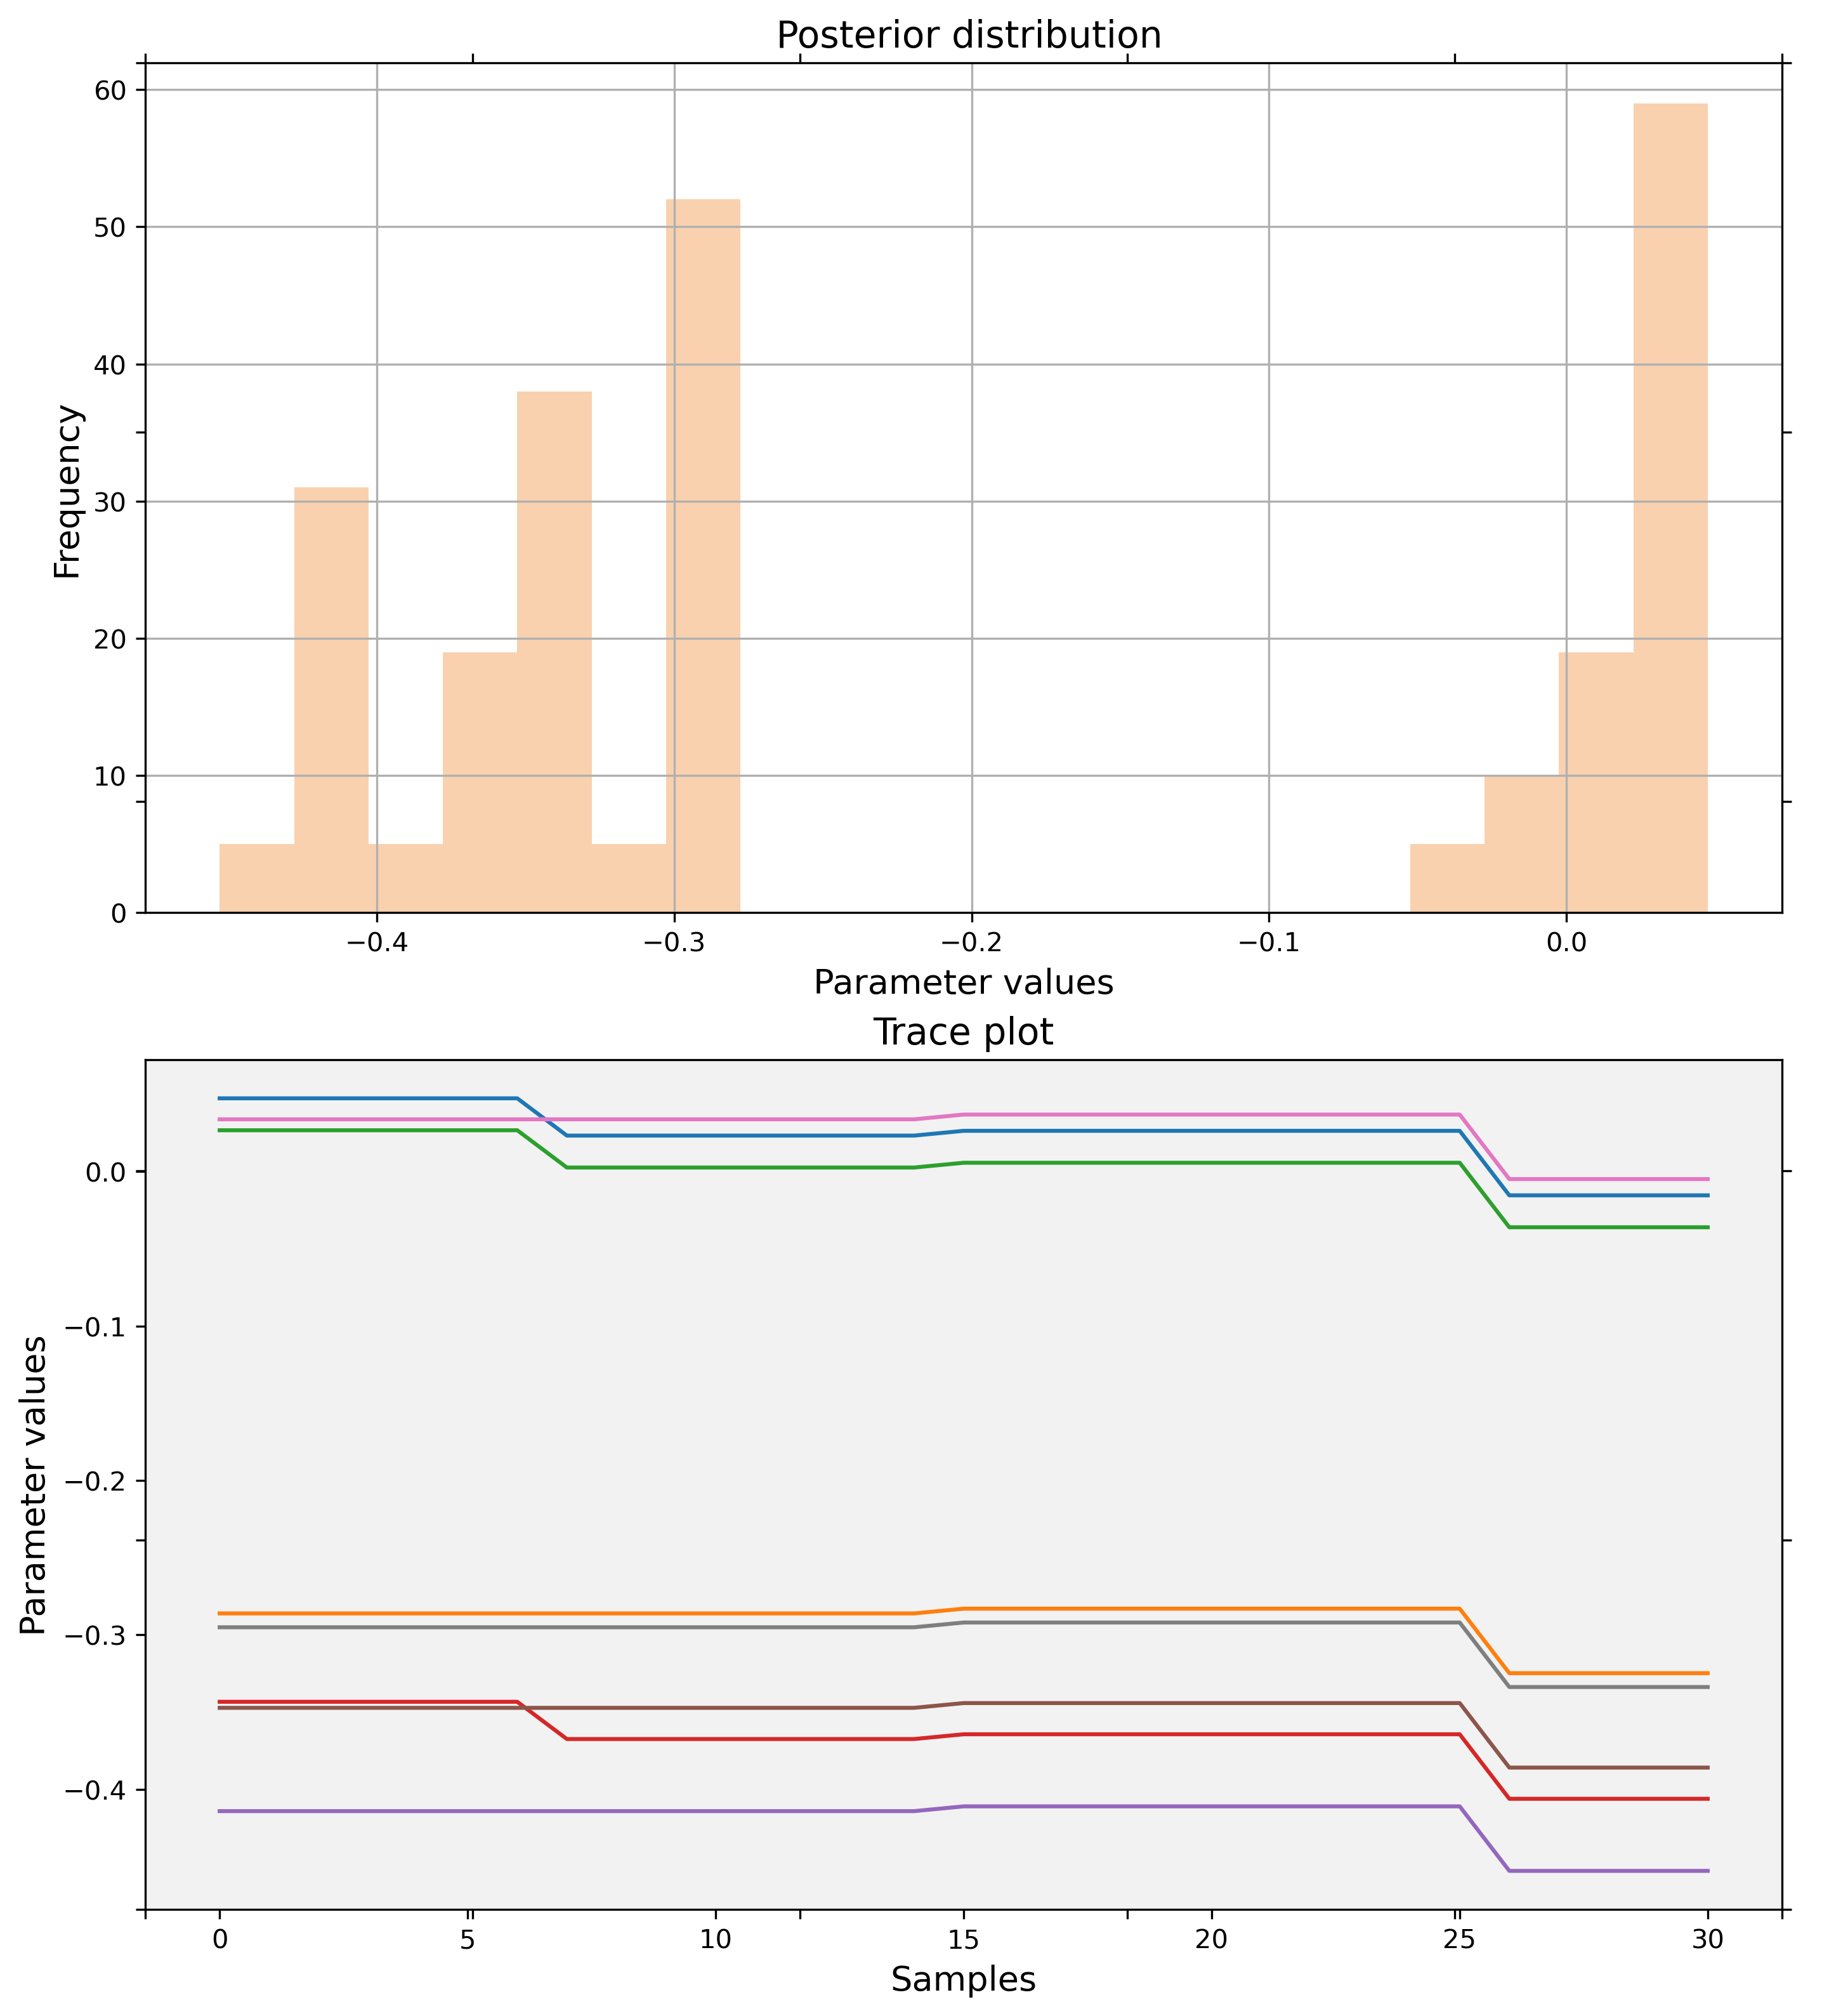 Posterior distribution
60
50
40
30
20
10
0
Frequency
−0.4 −0.3 −0.2 −0.1 0.0
Parameter values
Trace plot
0.0
−0.1
−0.2
−0.3
−0.4
Parameter values
0 5 10 15 20 25 30
Samples